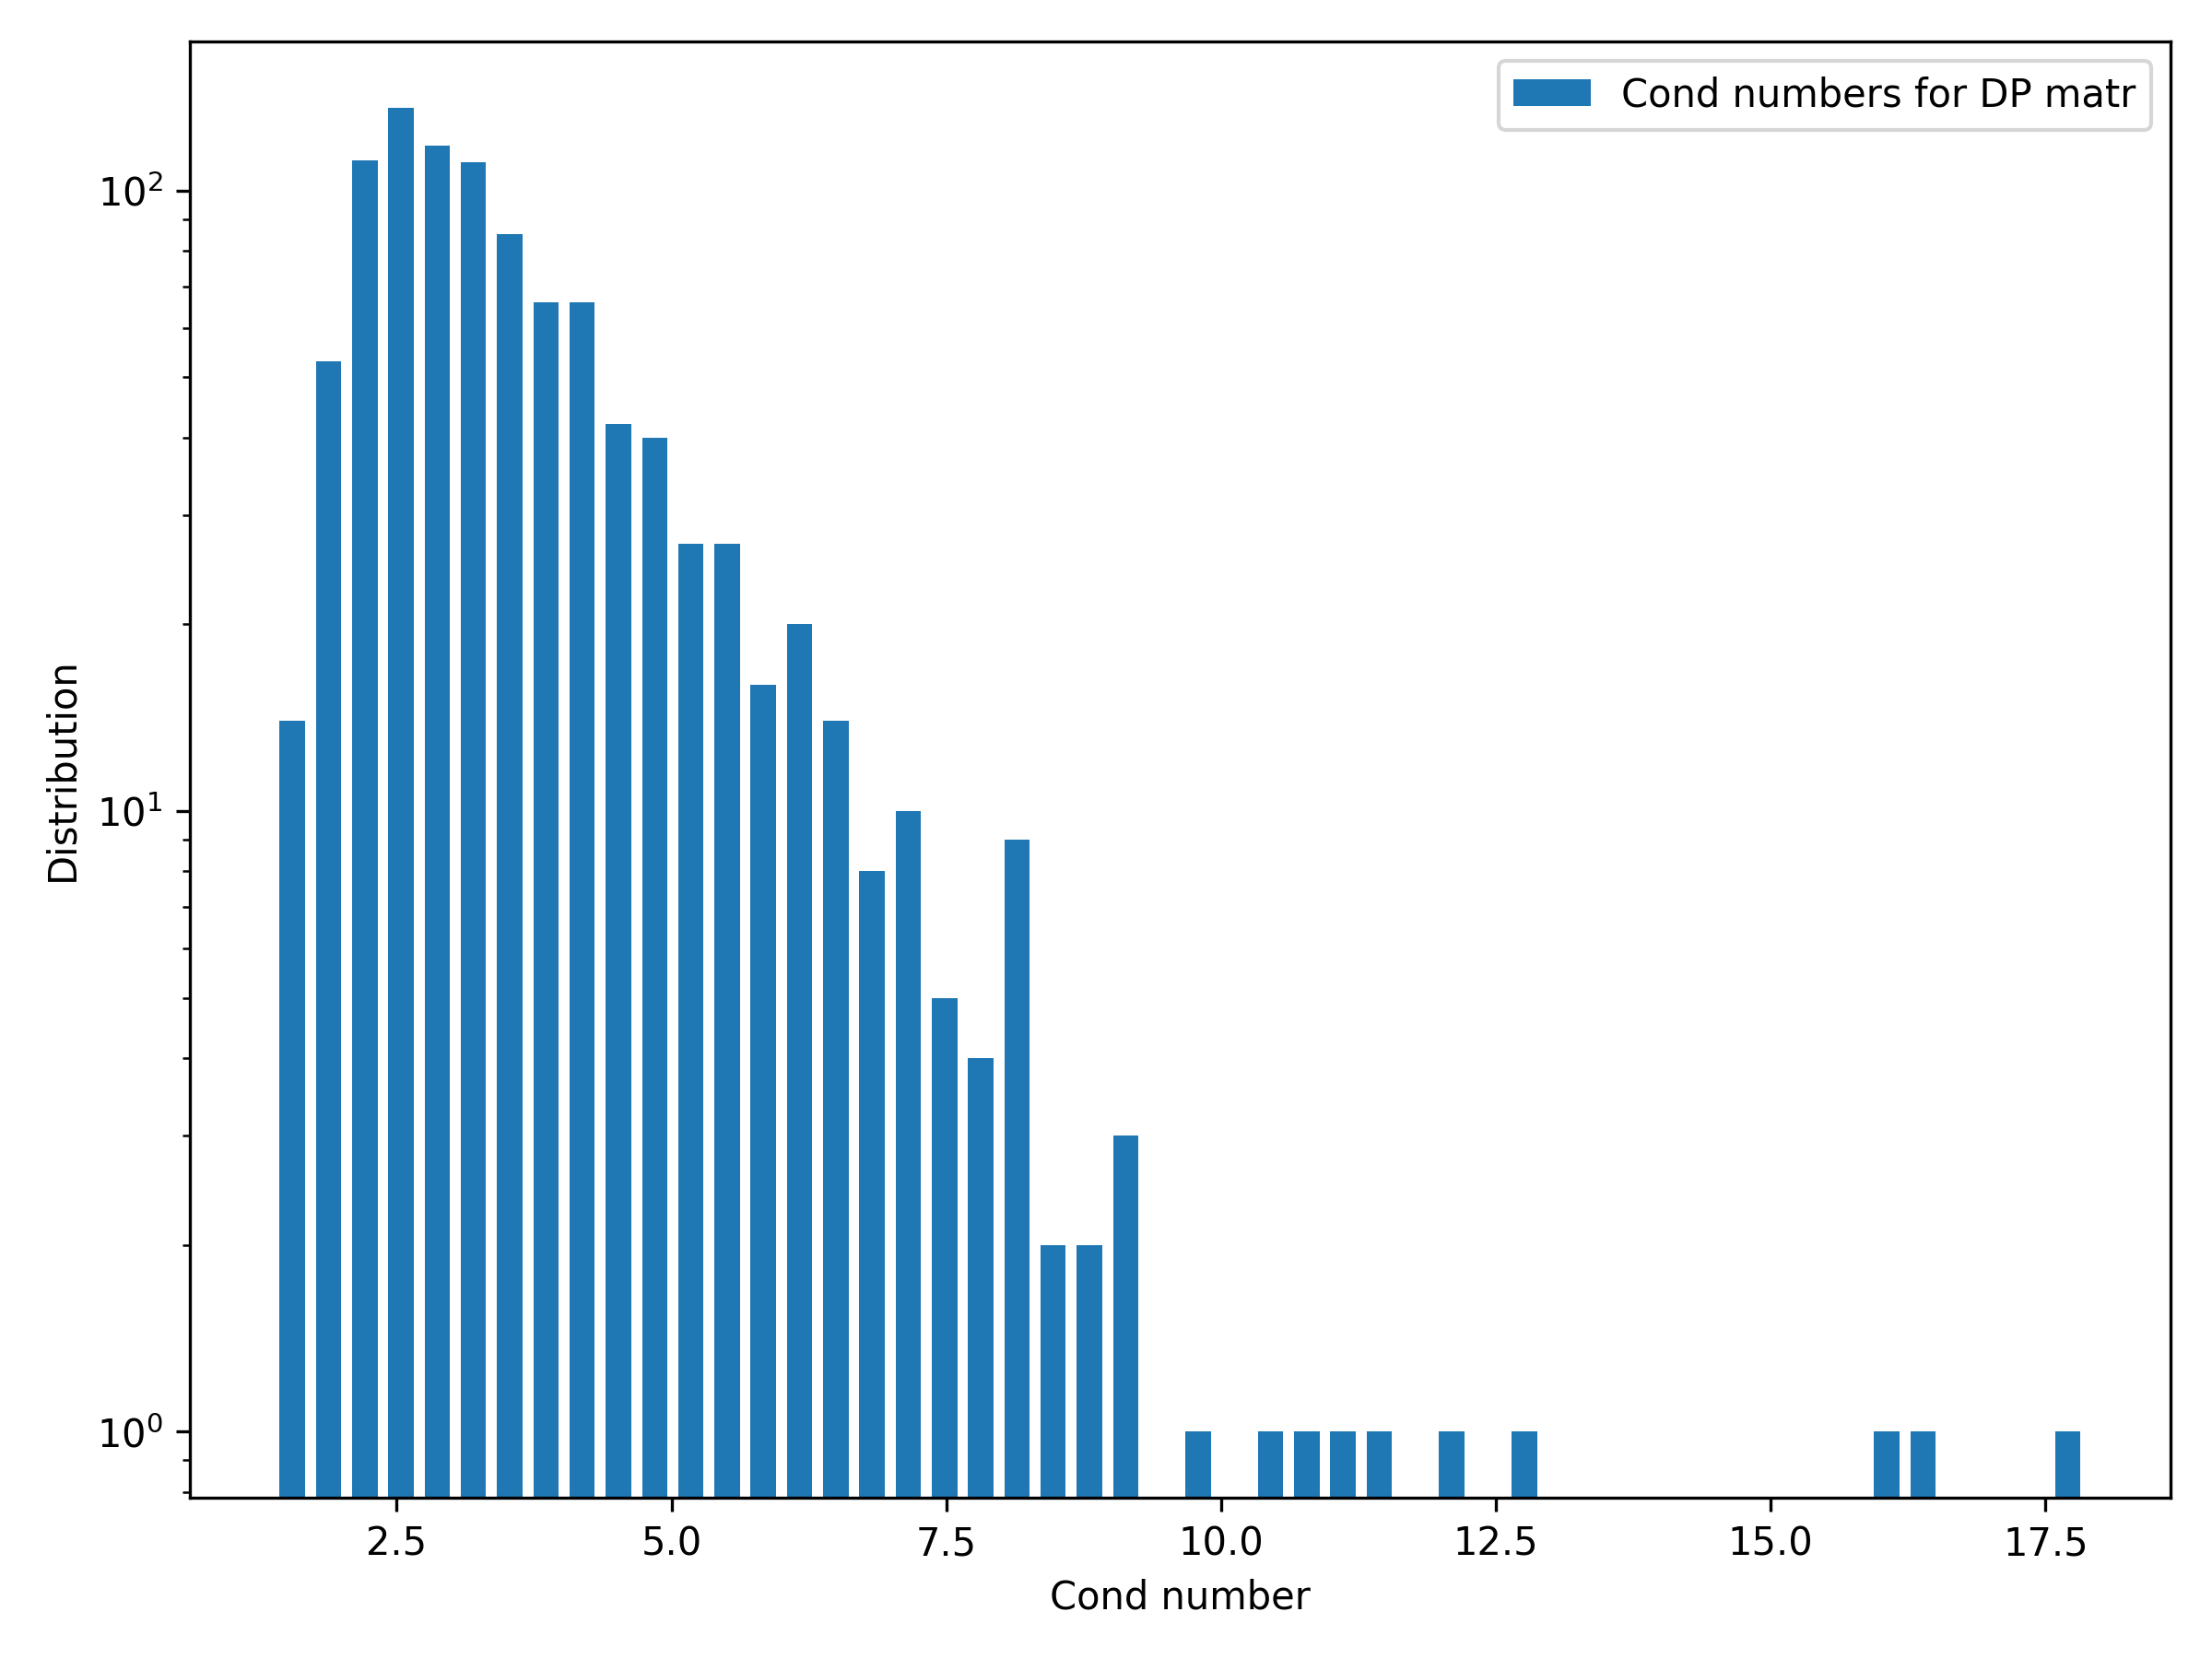 Cond numbers for DP matr
10²
10¹
10⁰
Distribution
2.5 5.0 7.5 10.0 12.5 15.0 17.5
Cond number